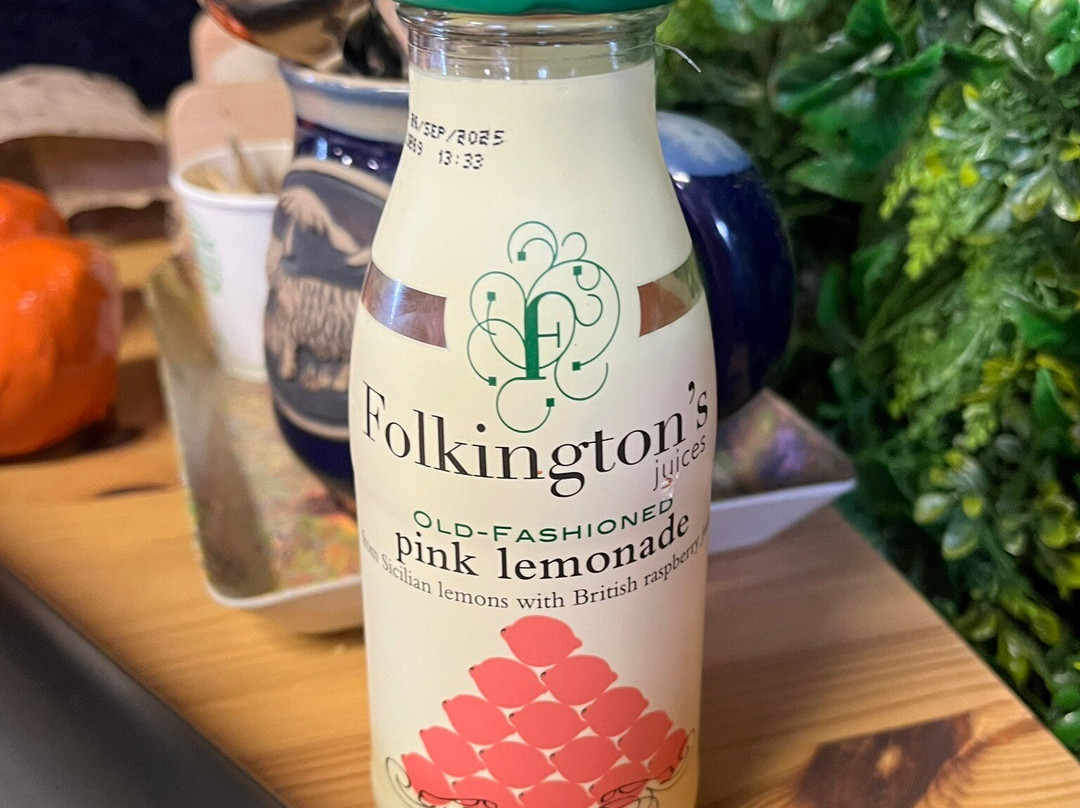 /SEP/2025
13:33
F
Folkington's
juices
OLD-FASHIONED
pink lemonade
Sicilian lemons with British raspberry